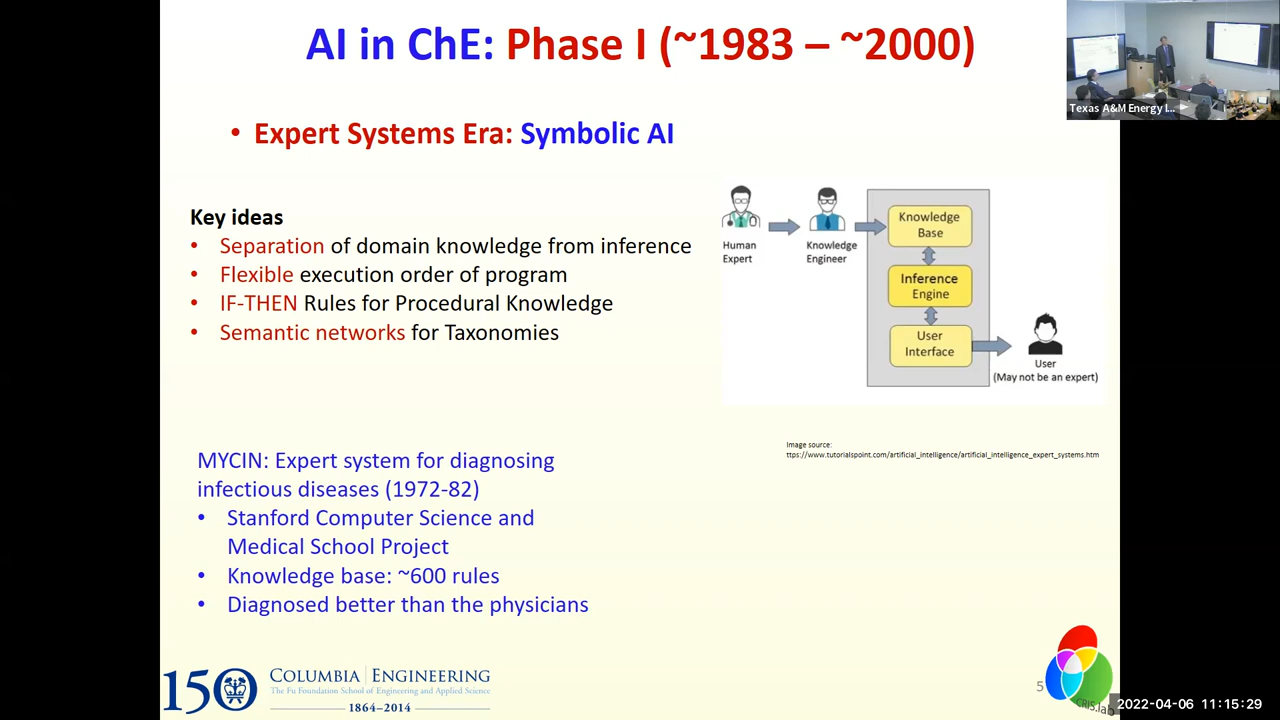 AI in ChE: Phase I (~1983 – ~2000)
Texas A&M Energy I...
• Expert Systems Era: Symbolic AI
Key ideas
• Separation of domain knowledge from inference
• Flexible execution order of program
• IF-THEN Rules for Procedural Knowledge
• Semantic networks for Taxonomies
Human
Expert
Knowledge
Engineer
Knowledge
Base
Inference
Engine
User
Interface
User
(May not be an expert)
Image source:
ttps://www.tutorialspoint.com/artificial_intelligence/artificial_intelligence_expert_systems.htm
MYCIN: Expert system for diagnosing
infectious diseases (1972-82)
• Stanford Computer Science and
Medical School Project
• Knowledge base: ~600 rules
• Diagnosed better than the physicians
150
COLUMBIA ENGINEERING
The Fu Foundation School of Engineering and Applied Science
1864–2014
5
CRIS.lab
2022-04-06 11:15:29